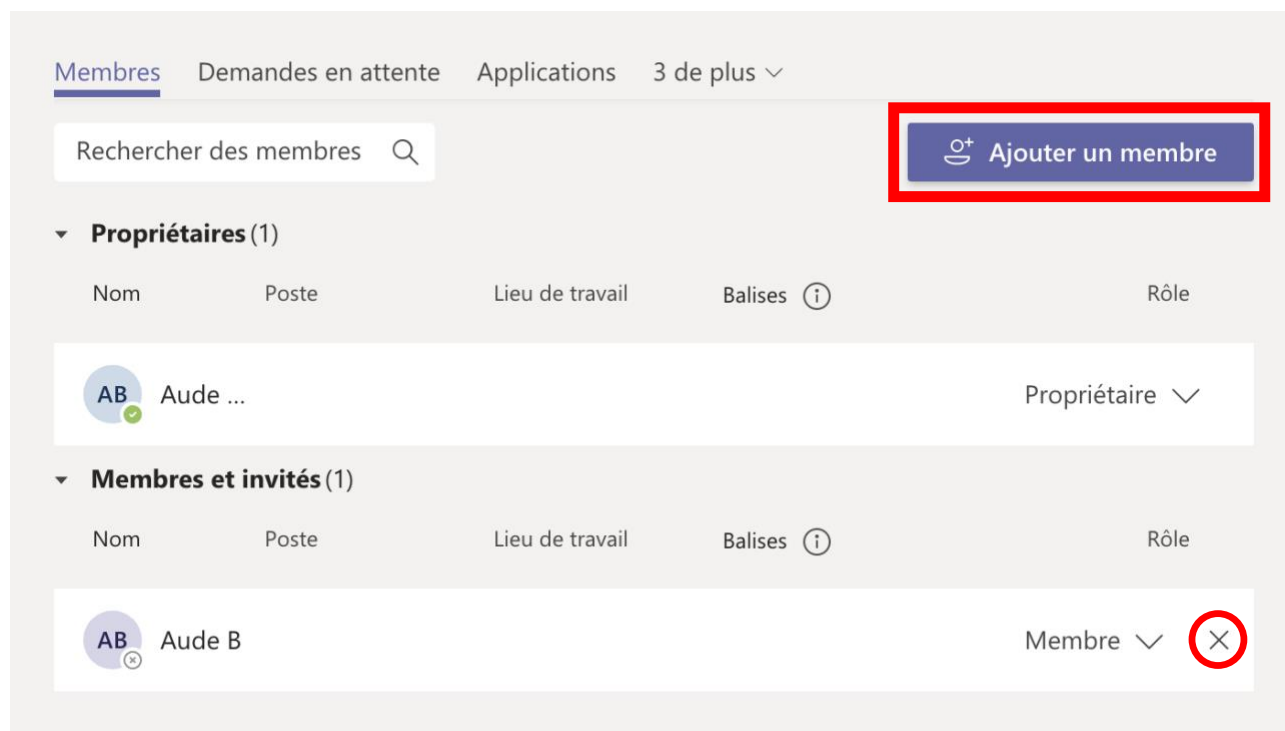 Membres Demandes en attente Applications 3 de plus
Rechercher des membres Ajouter un membre
Propriétaires (1)
Nom Poste Lieu de travail Balises Rôle
AB Aude ... Propriétaire
Membres et invités (1)
Nom Poste Lieu de travail Balises Rôle
AB Aude B Membre